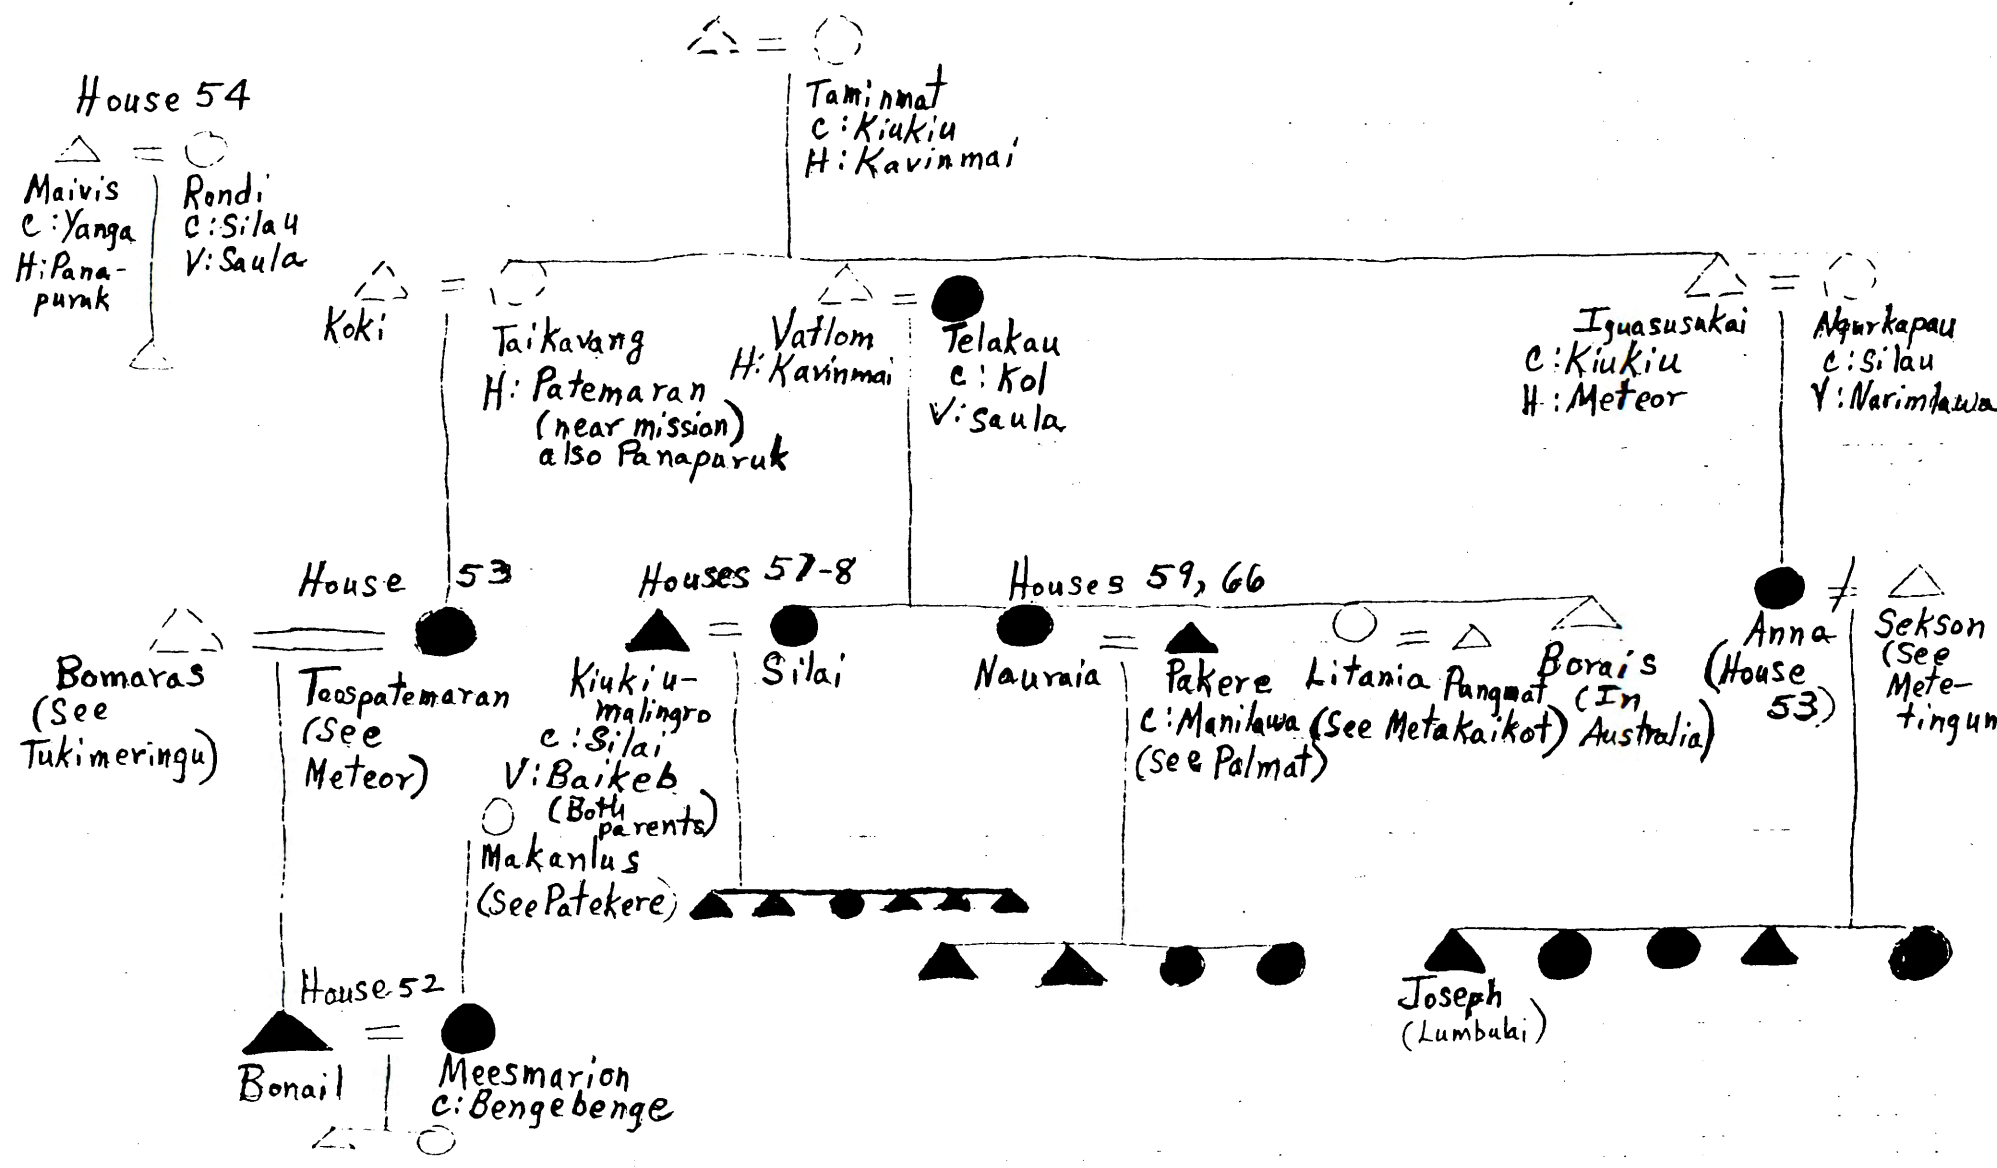 Taminmat
C:Kiukiu
H:Kavinmai
House 54
Maivis
C:Yanga
H:Pana-
puruk
Rondi
C:Silau
V:Saula
Koki
Taikavang
H:Patemaran
(near mission)
also Panapuruk
Vatlom
H:Kavinmai
Telakau
C:Kol
V:Saula
Iguasusukai
C:Kiukiu
H:Meteor
Ngurkapau
C:Silau
V:Narimlawa
House 53
Bomaras
(See
Tukimeringu)
Taospatemaran
(See
Meteor)
Houses 57-8
Kiukiu-
malingro
C:Silai
V:Baikeb
(Both
parents)
Silai
Houses 59, 66
Nauraia
Pakere
C:Manilawa
(See Palmat)
Litania
Pangmat
(See Metakaikot)
Borais
(In
Australia)
Anna
(House
53)
Sekson
(See
Mete-
tingun
Makanlus
(See Patekere)
House 52
Bonail
Meesmarion
C:Bengebenge
Joseph
(Lumbulai)